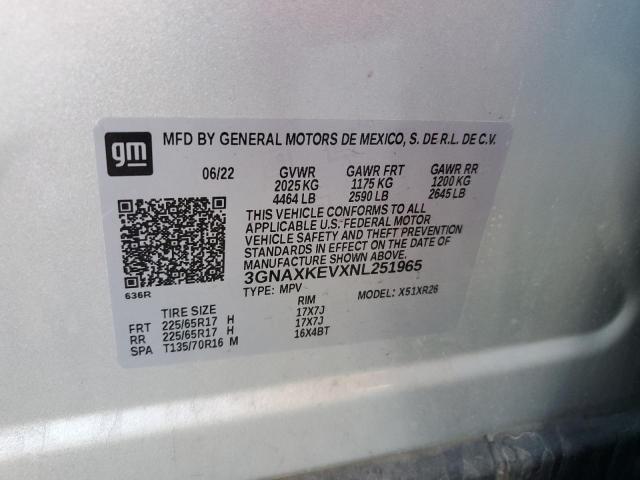 gm MFD BY GENERAL MOTORS DE MEXICO, S. DE R.L. DE C.V.
06/22 GVWR GAWR FRT GAWR RR
2025 KG 1175 KG 1200 KG
4464 LB 2590 LB 2645 LB
THIS VEHICLE CONFORMS TO ALL
APPLICABLE U.S. FEDERAL MOTOR
VEHICLE SAFETY AND THEFT PREVENTION
STANDARDS IN EFFECT ON THE DATE OF
MANUFACTURE SHOWN ABOVE.
3GNAXKEVXNL251965
636R TYPE: MPV MODEL: X51XR26
TIRE SIZE RIM
FRT 225/65R17 H 17X7J
RR 225/65R17 H 17X7J
SPA T135/70R16 M 16X4BT